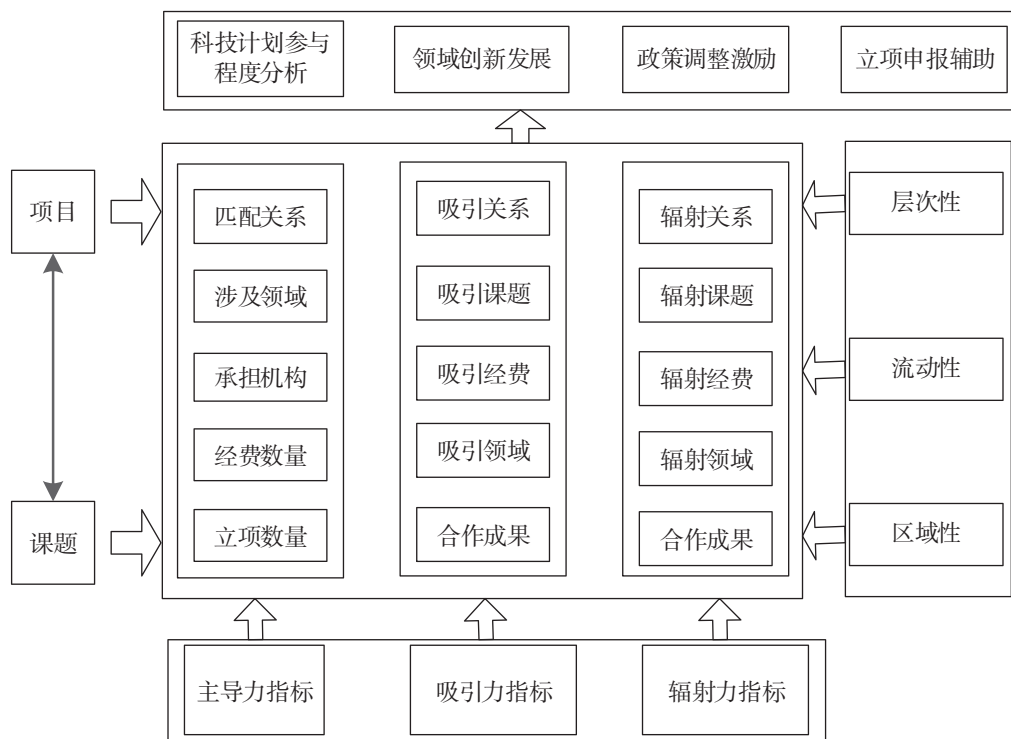 科技计划参与
程度分析
领域创新发展
政策调整激励
立项申报辅助
项目
课题
匹配关系
涉及领域
承担机构
经费数量
立项数量
吸引关系
吸引课题
吸引经费
吸引领域
合作成果
辐射关系
辐射课题
辐射经费
辐射领域
合作成果
层次性
流动性
区域性
主导力指标
吸引力指标
辐射力指标